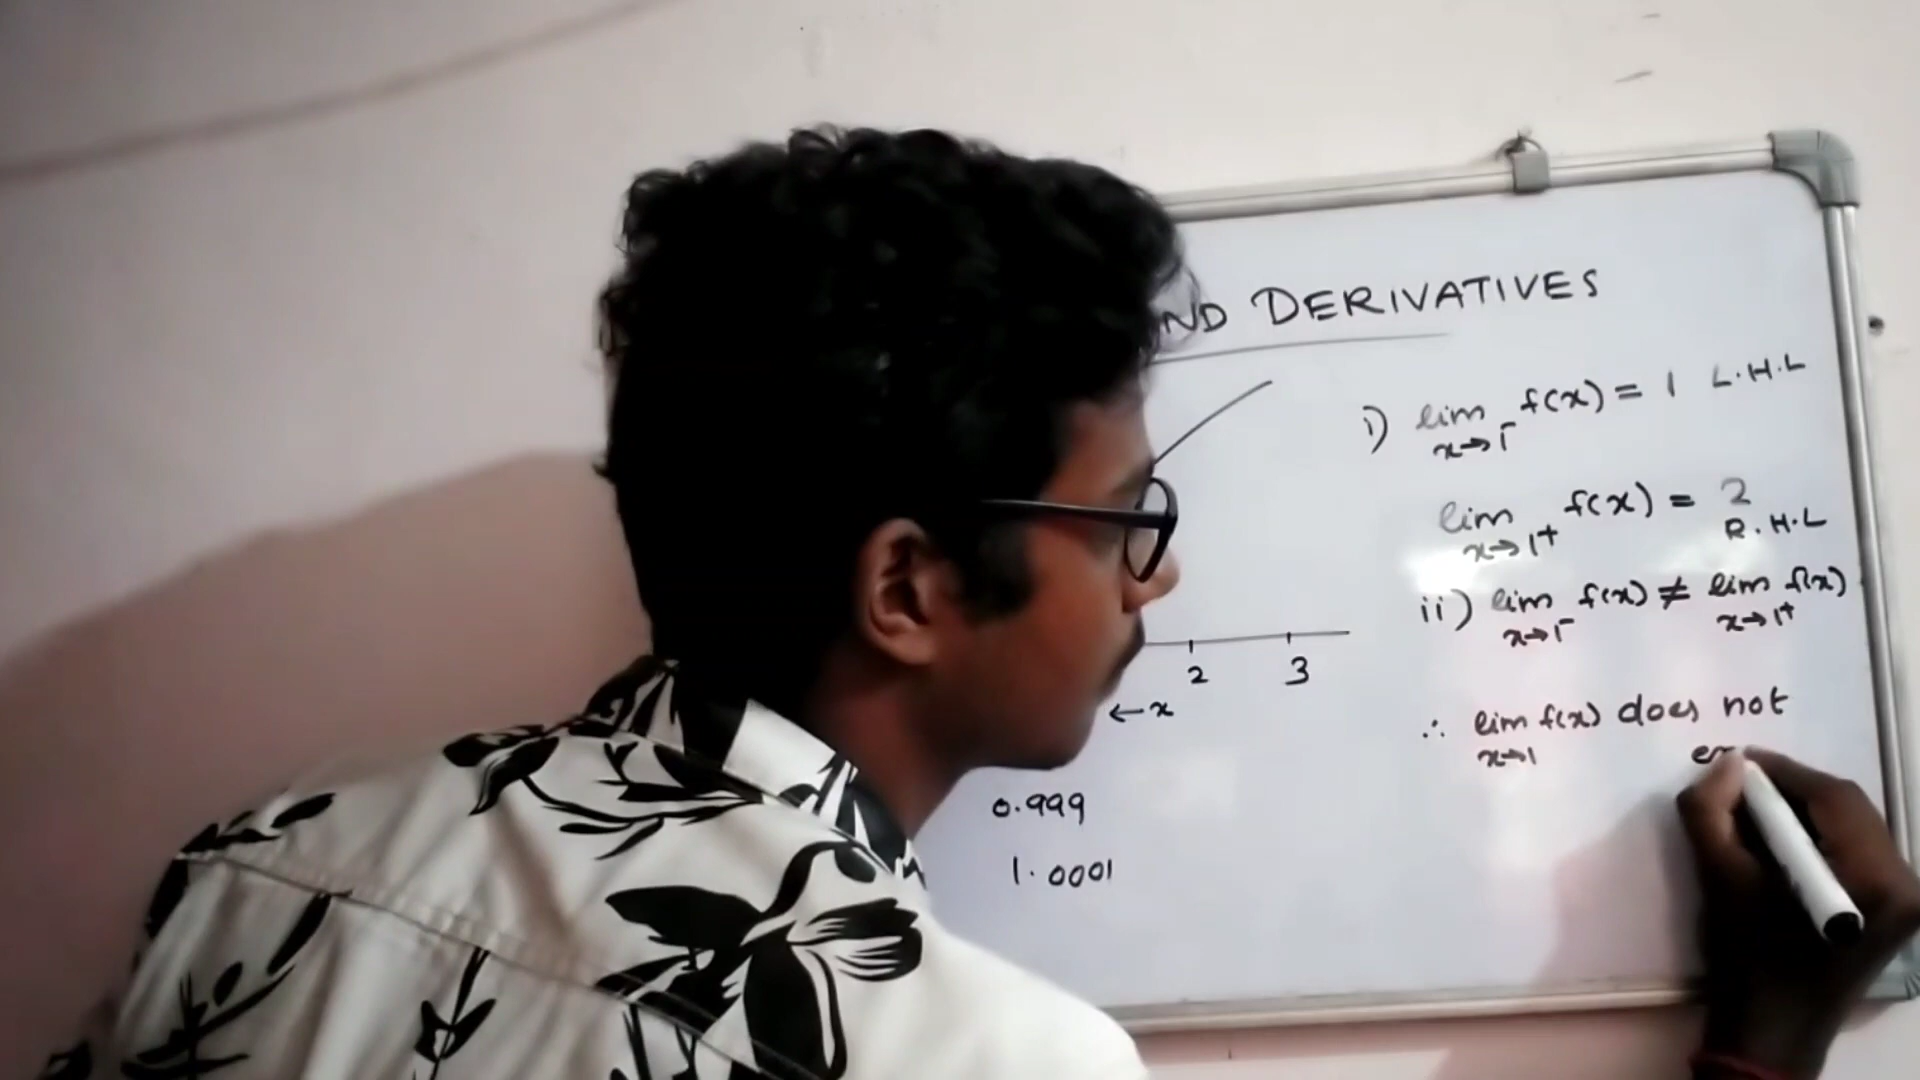 AND DERIVATIVES
i) lim f(x) = 1 L.H.L
x→1⁻
lim f(x) = 2
x→1⁺ R.H.L
ii) lim f(x) ≠ lim f(x)
x→1⁻ x→1⁺
2 3
←x
∴ lim f(x) does not
x→1
0.999
1.0001